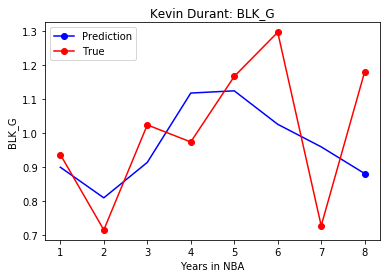 Kevin Durant: BLK_G
Prediction
True
1.3
1.2
1.1
1.0
0.9
0.8
0.7
BLK_G
1 2 3 4 5 6 7 8
Years in NBA